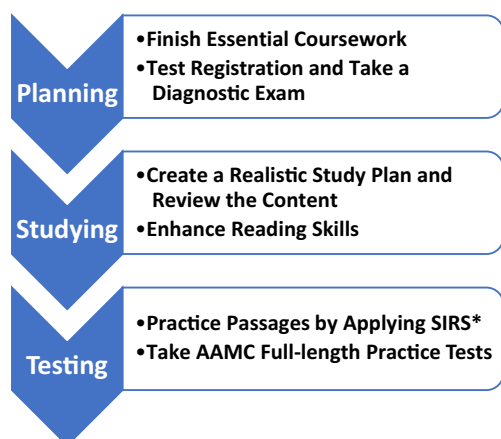 Planning
•Finish Essential Coursework
•Test Registration and Take a
Diagnostic Exam
Studying
•Create a Realistic Study Plan and
Review the Content
•Enhance Reading Skills
Testing
•Practice Passages by Applying SIRS*
•Take AAMC Full-length Practice Tests